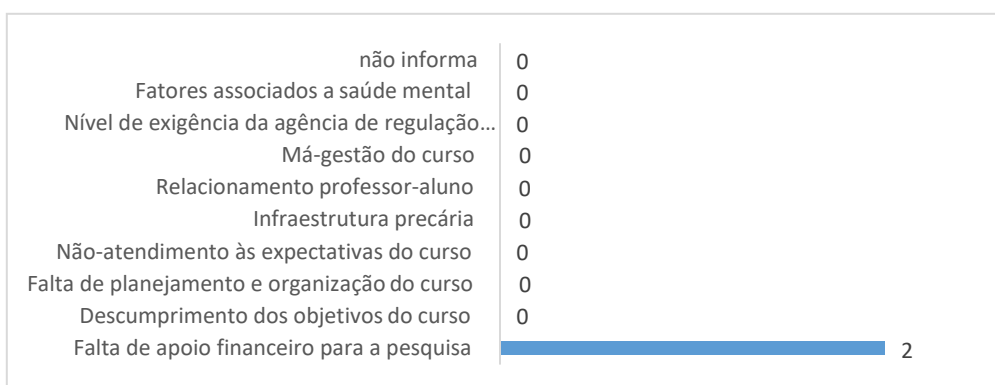 não informa 0
Fatores associados a saúde mental 0
Nível de exigência da agência de regulação... 0
Má-gestão do curso 0
Relacionamento professor-aluno 0
Infraestrutura precária 0
Não-atendimento às expectativas do curso 0
Falta de planejamento e organização do curso 0
Descumprimento dos objetivos do curso 0
Falta de apoio financeiro para a pesquisa 2